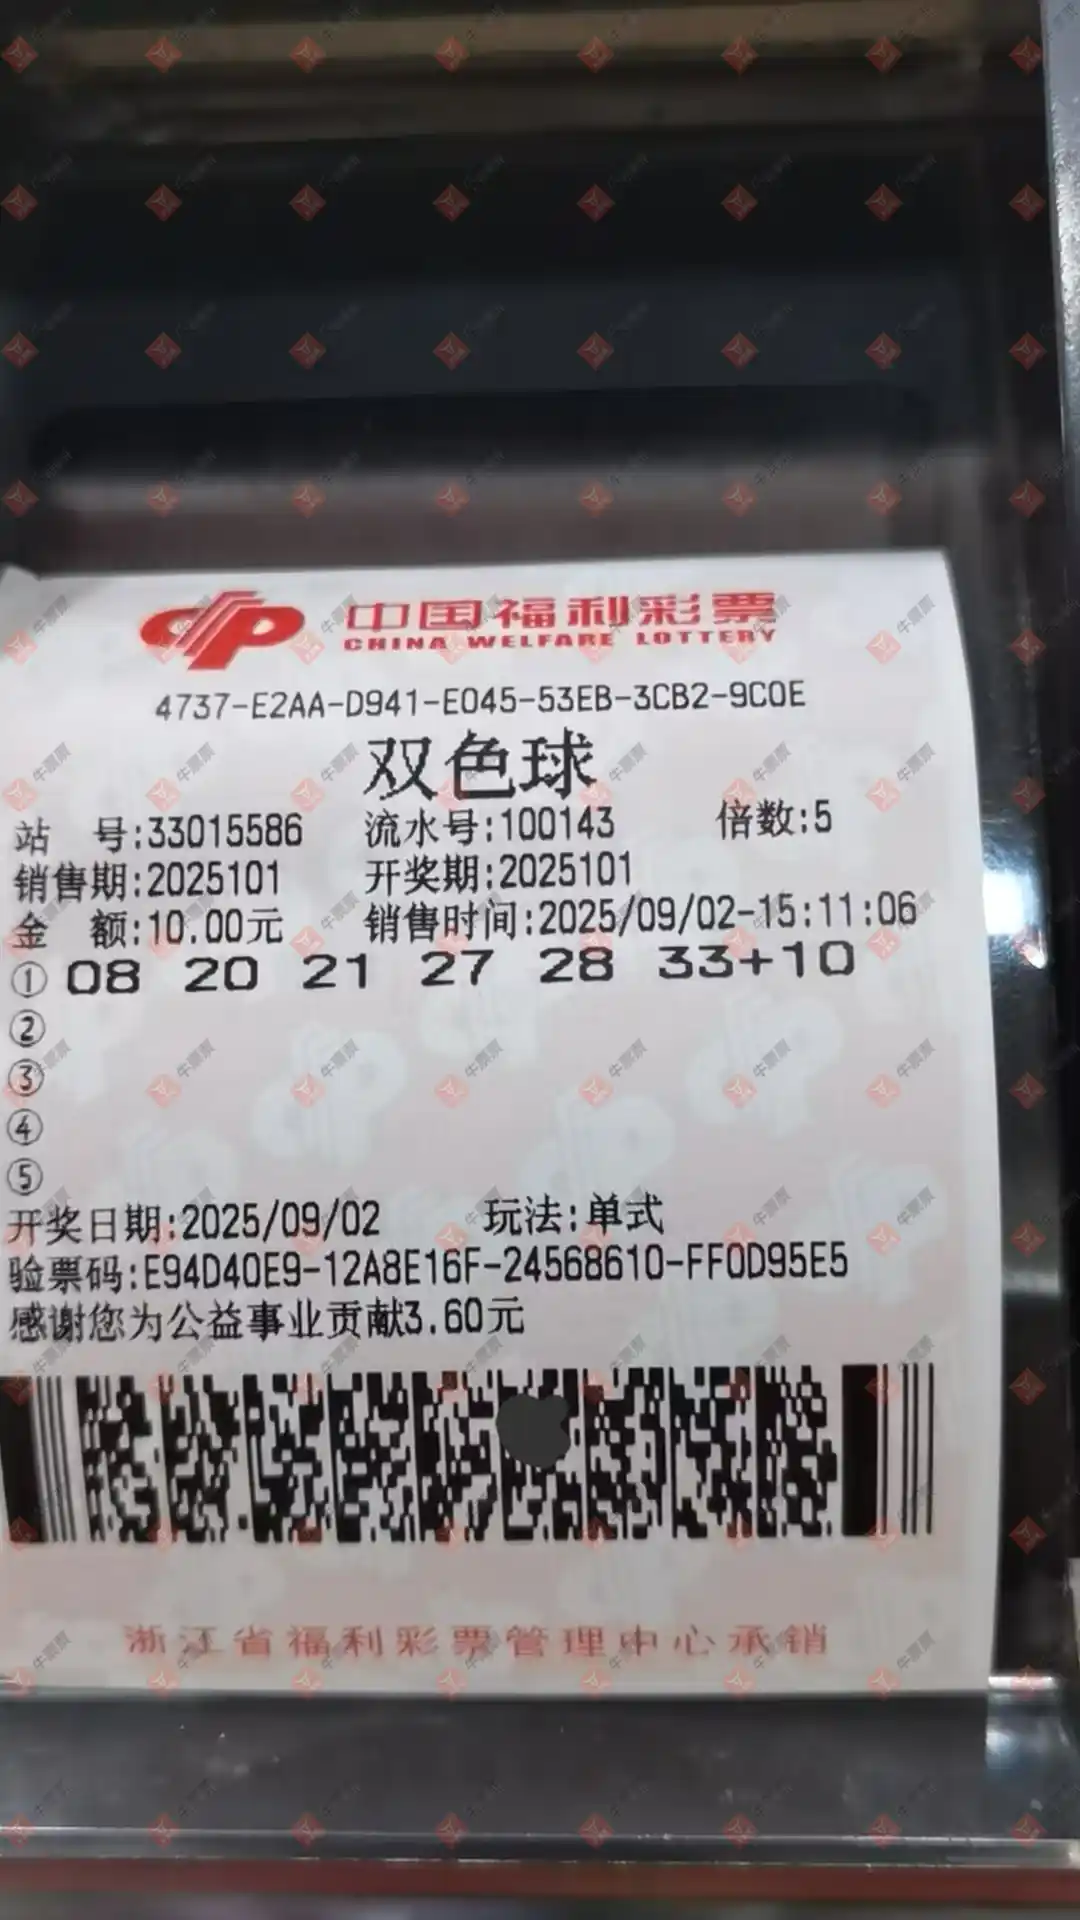 中国福利彩票
CHINA WELFARE LOTTERY
4737-E2AA-D941-E045-53EB-3CB2-9C0E
双色球
站 号:33015586 流水号:100143 倍数:5
销售期:2025101 开奖期:2025101
金 额:10.00元 销售时间:2025/09/02-15:11:06
① 08 20 21 27 28 33+10
②
③
④
⑤
开奖日期:2025/09/02 玩法:单式
验票码:E94D40E9-12A8E16F-24568610-FF0D95E5
感谢您为公益事业贡献3.60元
浙江省福利彩票管理中心承销